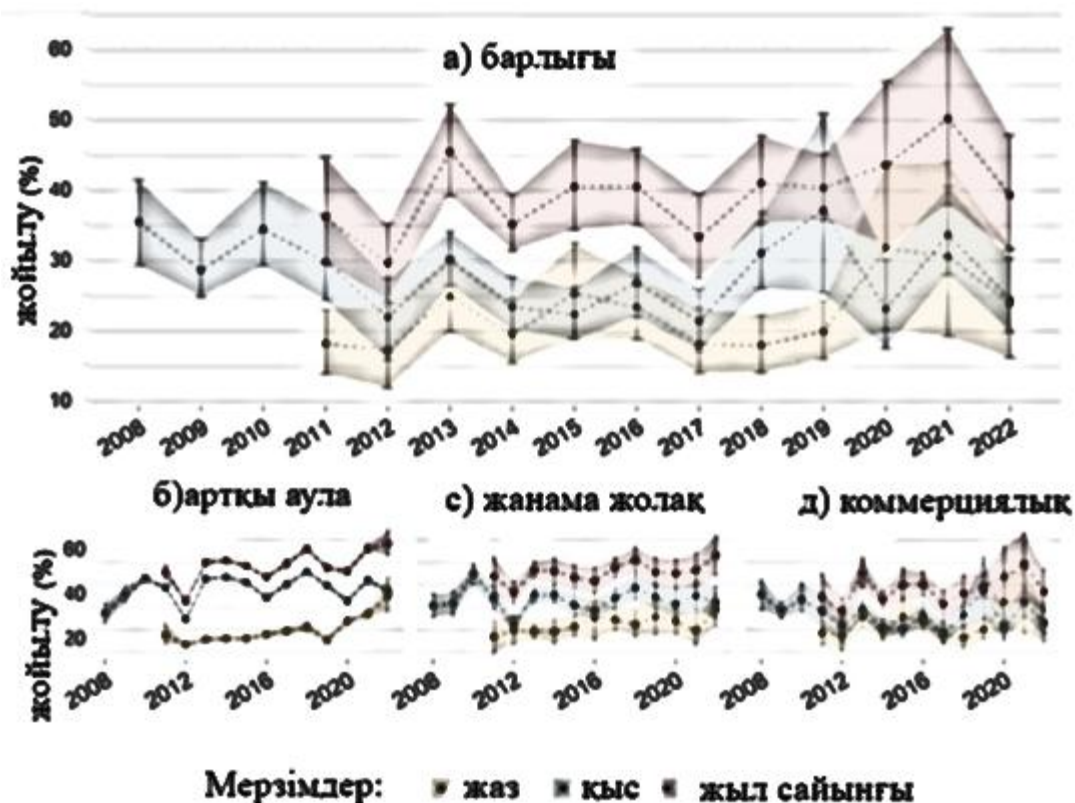 а) барлығы
жойылту (%)
60
50
40
30
20
10
2008 2009 2010 2011 2012 2013 2014 2015 2016 2017 2018 2019 2020 2021 2022
б)артқы аула
с) жанама жолақ
д) коммерциялық
жойылту (%)
60
40
20
2008 2012 2016 2020
2008 2012 2016 2020
2008 2012 2016 2020
Мерзімдер: жаз қыс жыл сайынғы